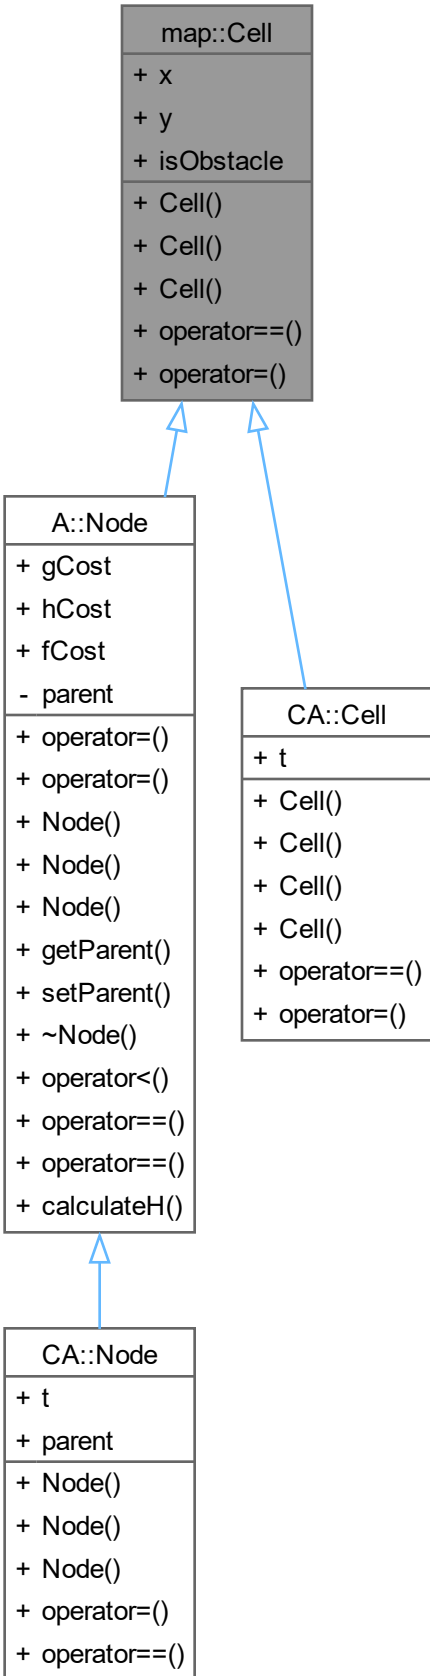 map::Cell
+ x
+ y
+ isObstacle
+ Cell()
+ Cell()
+ Cell()
+ operator==()
+ operator=()
A::Node
+ gCost
+ hCost
+ fCost
- parent
+ operator=()
+ operator=()
+ Node()
+ Node()
+ Node()
+ getParent()
+ setParent()
+ ~Node()
+ operator<()
+ operator==()
+ operator==()
+ calculateH()
CA::Cell
+ t
+ Cell()
+ Cell()
+ Cell()
+ Cell()
+ operator==()
+ operator=()
CA::Node
+ t
+ parent
+ Node()
+ Node()
+ Node()
+ operator=()
+ operator==()